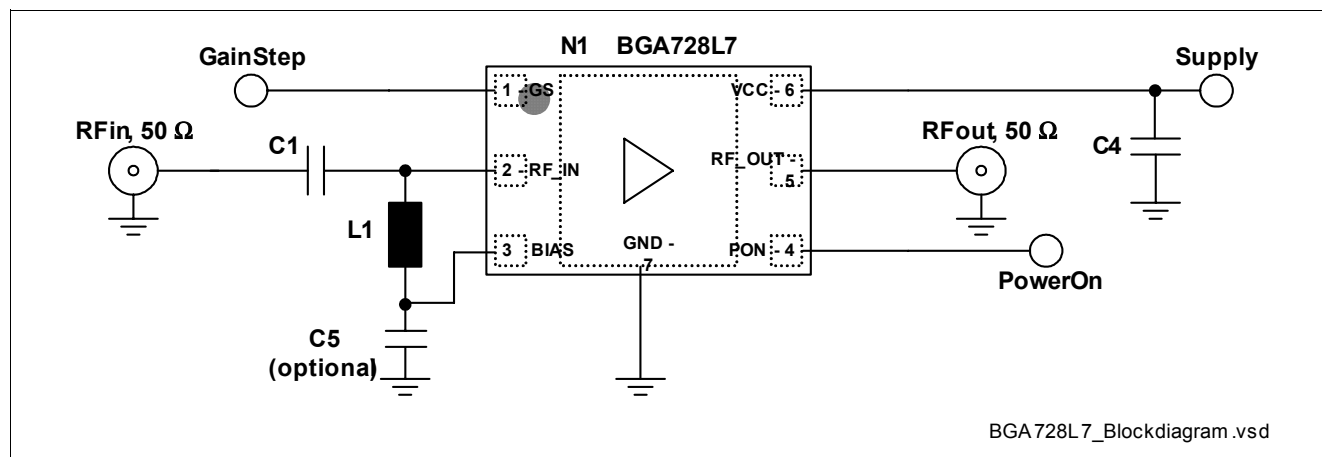 N1 BGA728L7
GainStep
Supply
1 - GS
VCC - 6
RFin, 50 Ω
C1
RFout, 50 Ω
C4
2 - RF_IN
RF_OUT - 5
L1
3 BIAS
GND - 7
PON - 4
PowerOn
C5
(optional)
BGA728L7_Blockdiagram.vsd